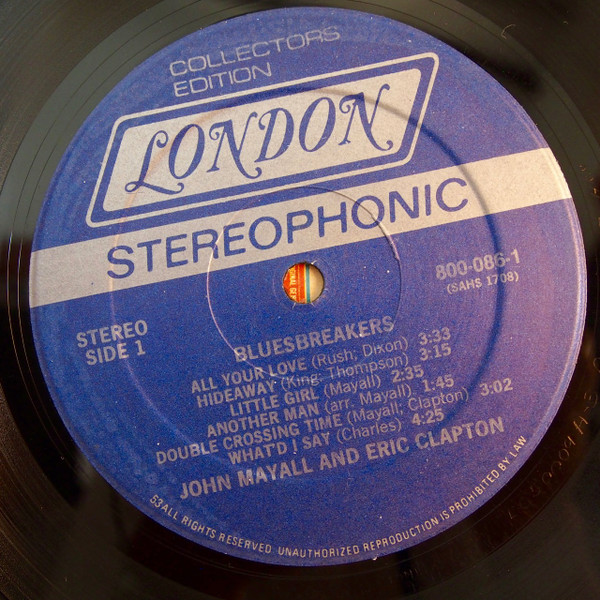 COLLECTORS
EDITION
LONDON
STEREOPHONIC
800-086-1
(SAHS 1708)
STEREO
SIDE 1
BLUESBREAKERS
ALL YOUR LOVE (Rush; Dixon) 3:33
HIDEAWAY (King-Thompson) 3:15
LITTLE GIRL (Mayall) 2:35
ANOTHER MAN (arr. Mayall) 1:45
DOUBLE CROSSING TIME (Mayall; Clapton) 3:02
WHAT'D I SAY (Charles) 4:25
JOHN MAYALL AND ERIC CLAPTON
53 ALL RIGHTS RESERVED UNAUTHORIZED REPRODUCTION IS PROHIBITED BY LAW